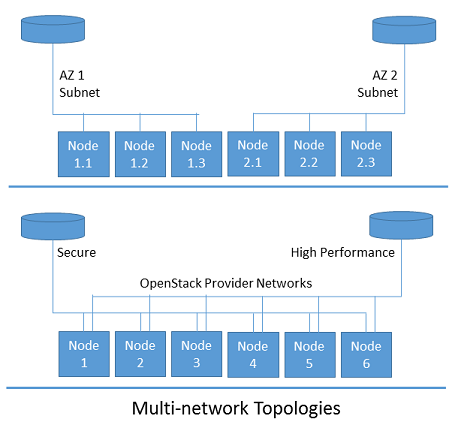 AZ 1
Subnet
AZ 2
Subnet
Node
1.1
Node
1.2
Node
1.3
Node
2.1
Node
2.2
Node
2.3
Secure
High Performance
OpenStack Provider Networks
Node
1
Node
2
Node
3
Node
4
Node
5
Node
6
Multi-network Topologies